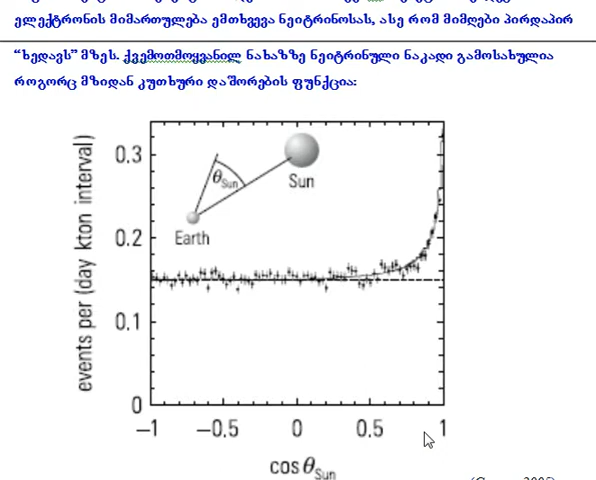 ელექტრონის მიმართულება ემთხვევა ნეიტრინოსას, ასე რომ მიმღები პირდაპირ
“ხედავს” მზეს. ქვემოთმოყვანილ ნახაზზე ნეიტრინული ნაკადი გამოსახულია
როგორც მზიდან კუთხური დაშორების ფუნქცია:
events per (day kton interval)
0.3
0.2
0.1
0
θSun
Sun
Earth
−1 −0.5 0 0.5 1
cos θSun